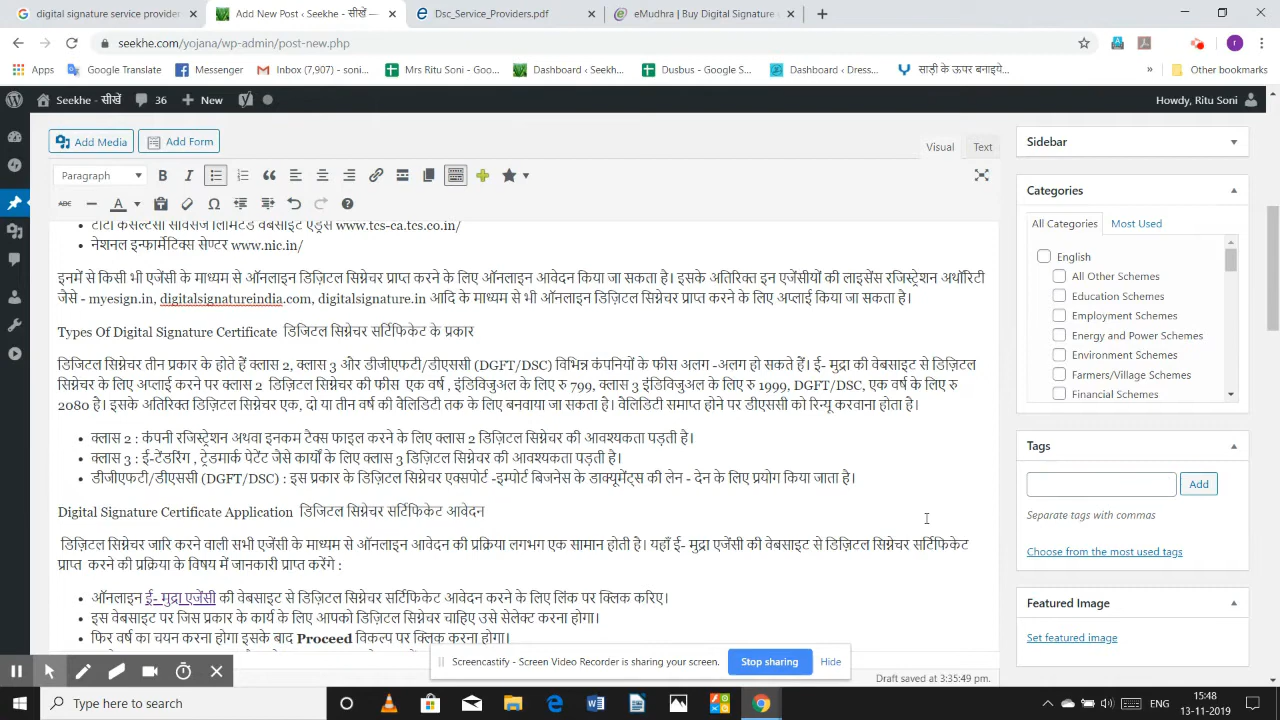 digital signature service provider
Add New Post ‹ Seekhe - सीखें —
Dsc_Service_Providers.pdf
eMudhra | Buy Digital Signature
seekhe.com/yojana/wp-admin/post-new.php
Apps Google Translate Messenger Inbox (7,907) - soni... Mrs Ritu Soni - Goo... Dashboard ‹ Seekh... Dusbus - Google S... Dashboard ‹ Dress... साड़ी के ऊपर बनाइपे... » Other bookmarks
Seekhe - सीखें 36 New Howdy, Ritu Soni
Add Media Add Form
Visual Text
Paragraph B I
ABC A
टाटा कंसल्टेंसी सर्विसेज लिमिटेड वेबसाइट एड्रेस www.tcs-ca.tcs.co.in/
नेशनल इन्फार्मेटिक्स सेण्टर www.nic.in/
इनमें से किसी भी एजेंसी के माध्यम से ऑनलाइन डिज़िटल सिग्नेचर प्राप्त करने के लिए ऑनलाइन आवेदन किया जा सकता है। इसके अतिरिक्त इन एजेंसीयों की लाइसेंस रजिस्ट्रेशन अथॉरिटी
जैसे - myesign.in, digitalsignatureindia.com, digitalsignature.in आदि के माध्यम से भी ऑनलाइन डिज़िटल सिग्नेचर प्राप्त करने के लिए अप्लाई किया जा सकता है।
Types Of Digital Signature Certificate डिजिटल सिग्नेचर सर्टिफिकेट के प्रकार
डिजिटल सिग्नेचर तीन प्रकार के होते हैं क्लास 2, क्लास 3 और डीजीएफटी/डीएससी (DGFT/DSC) विभिन्न कंपनियों के फीस अलग -अलग हो सकते हैं। ई- मुद्रा की वेबसाइट से डिज़िटल
सिग्नेचर के लिए अप्लाई करने पर क्लास 2 डिज़िटल सिग्नेचर की फीस एक वर्ष , इंडिविजुअल के लिए रु 799, क्लास 3 इंडिविजुअल के लिए रु 1999, DGFT/DSC, एक वर्ष के लिए रु
2080 है। इसके अतिरिक्त डिज़िटल सिग्नेचर एक, दो या तीन वर्ष की वैलिडिटी तक के लिए बनवाया जा सकता है। वैलिडिटी समाप्त होने पर डीएससी को रिन्यू करवाना होता है।
क्लास 2 : कंपनी रजिस्ट्रेशन अथवा इनकम टैक्स फाइल करने के लिए क्लास 2 डिज़िटल सिग्नेचर की आवश्यकता पड़ती है।
क्लास 3 : ई-टेंडरिंग , ट्रेडमार्क पेटेंट जैसे कार्यों के लिए क्लास 3 डिज़िटल सिग्नेचर की आवश्यकता पड़ती है।
डीजीएफटी/डीएससी (DGFT/DSC) : इस प्रकार के डिज़िटल सिग्नेचर एक्सपोर्ट -इम्पोर्ट बिजनेस के डाक्यूमेंट्स की लेन - देन के लिए प्रयोग किया जाता है।
Digital Signature Certificate Application डिजिटल सिग्नेचर सर्टिफिकेट आवेदन
डिज़िटल सिग्नेचर जारि करने वाली सभी एजेंसी के माध्यम से ऑनलाइन आवेदन की प्रक्रिया लगभग एक सामान होती है। यहाँ ई- मुद्रा एजेंसी की वेबसाइट से डिज़िटल सिग्नेचर सर्टिफिकेट
प्राप्त करने की प्रक्रिया के विषय में जानकारी प्राप्त करेंगे :
ऑनलाइन ई- मुद्रा एजेंसी की वेबसाइट से डिज़िटल सिग्नेचर सर्टिफिकेट आवेदन करने के लिए लिंक पर क्लिक करिए।
इस वेबसाइट पर जिस प्रकार के कार्य के लिए आपको डिज़िटल सिग्नेचर चाहिए उसे सेलेक्ट करना होगा।
फिर वर्ष का चयन करना होगा इसके बाद Proceed विकल्प पर क्लिक करना होगा।
Sidebar
Categories
All Categories Most Used
English
All Other Schemes
Education Schemes
Employment Schemes
Energy and Power Schemes
Environment Schemes
Farmers/Village Schemes
Financial Schemes
Tags
Add
Separate tags with commas
Choose from the most used tags
Featured Image
Set featured image
Screencastify - Screen Video Recorder is sharing your screen. Stop sharing Hide
Draft saved at 3:35:49 pm.
Type here to search
ENG
15:48
13-11-2019